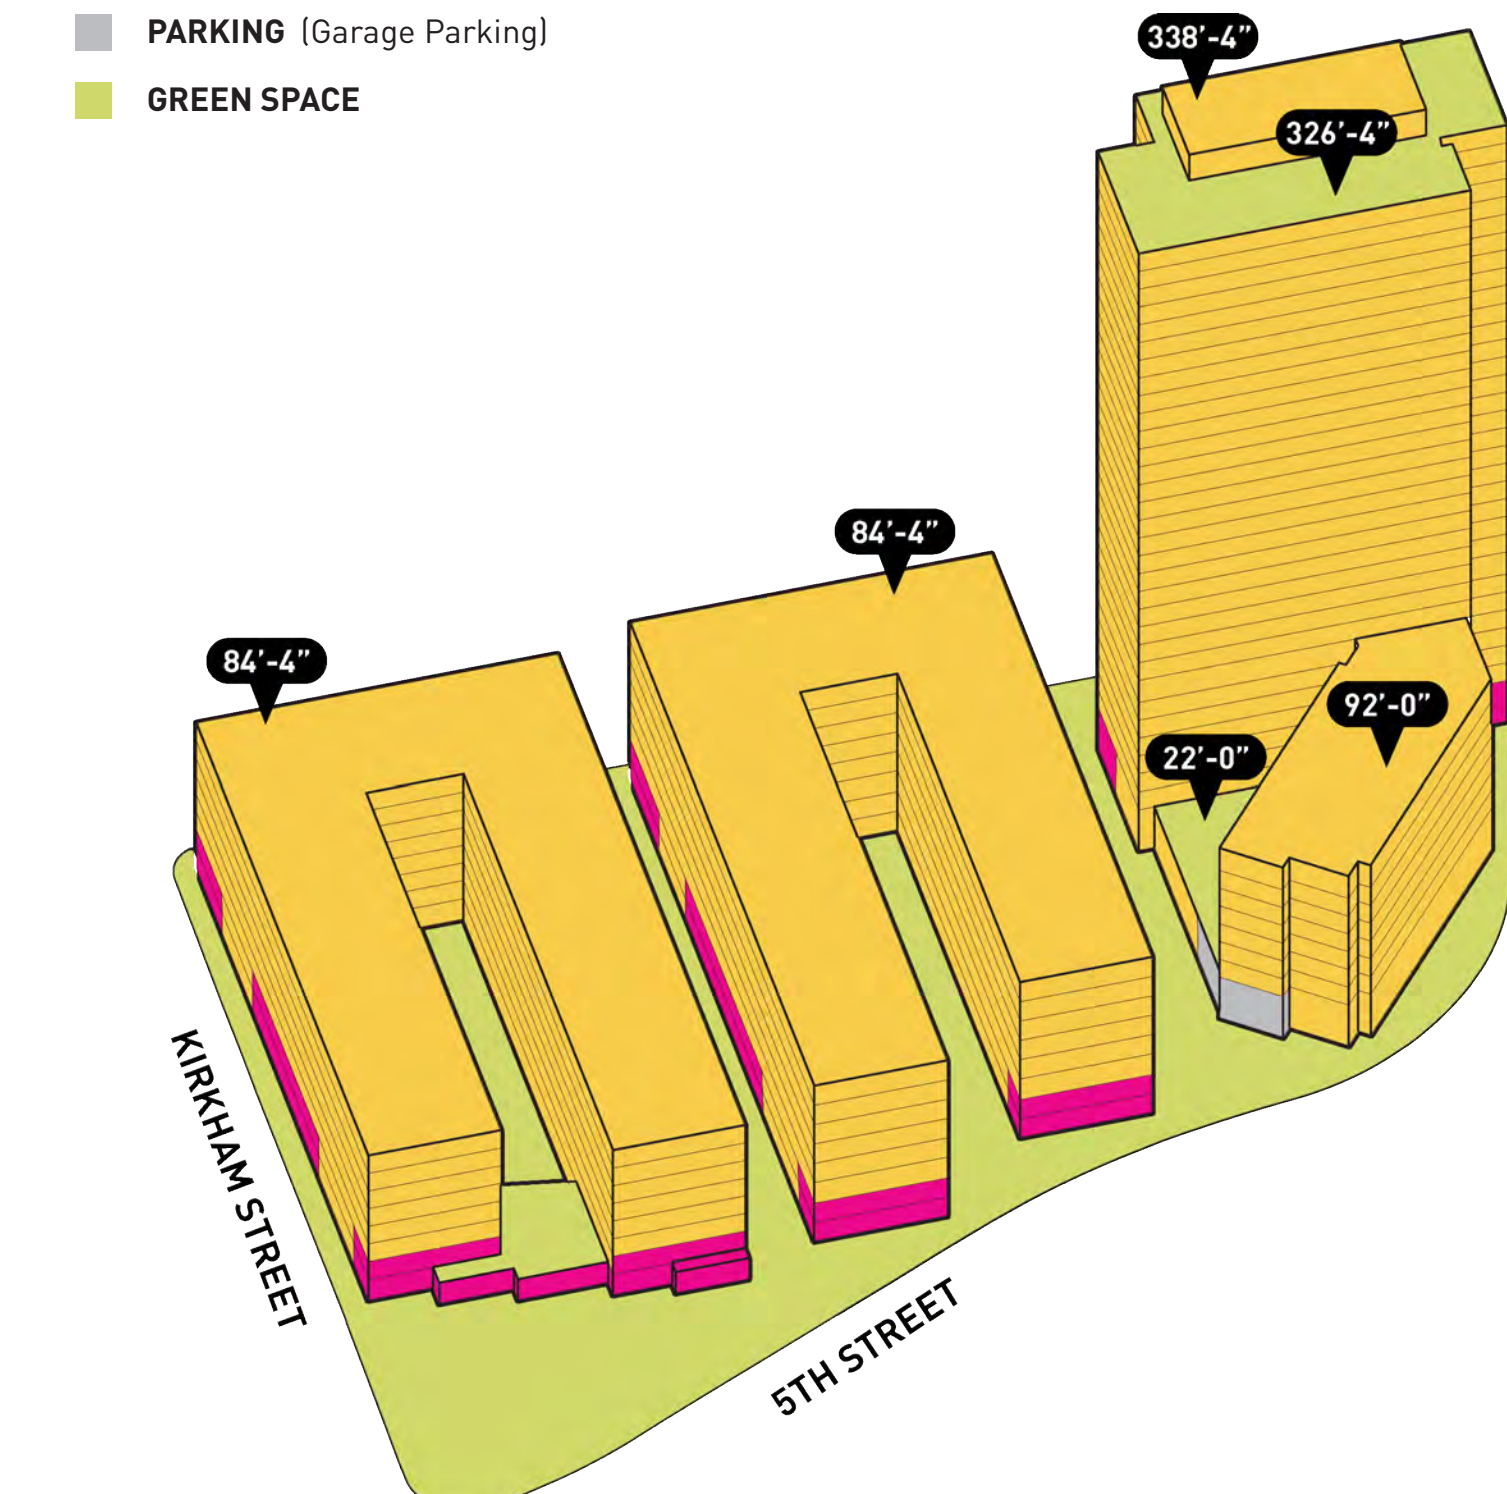 PARKING (Garage Parking)
GREEN SPACE
338'-4”
326'-4”
84'-4”
84'-4”
92'-0”
22'-0”
KIRKHAM STREET
5TH STREET